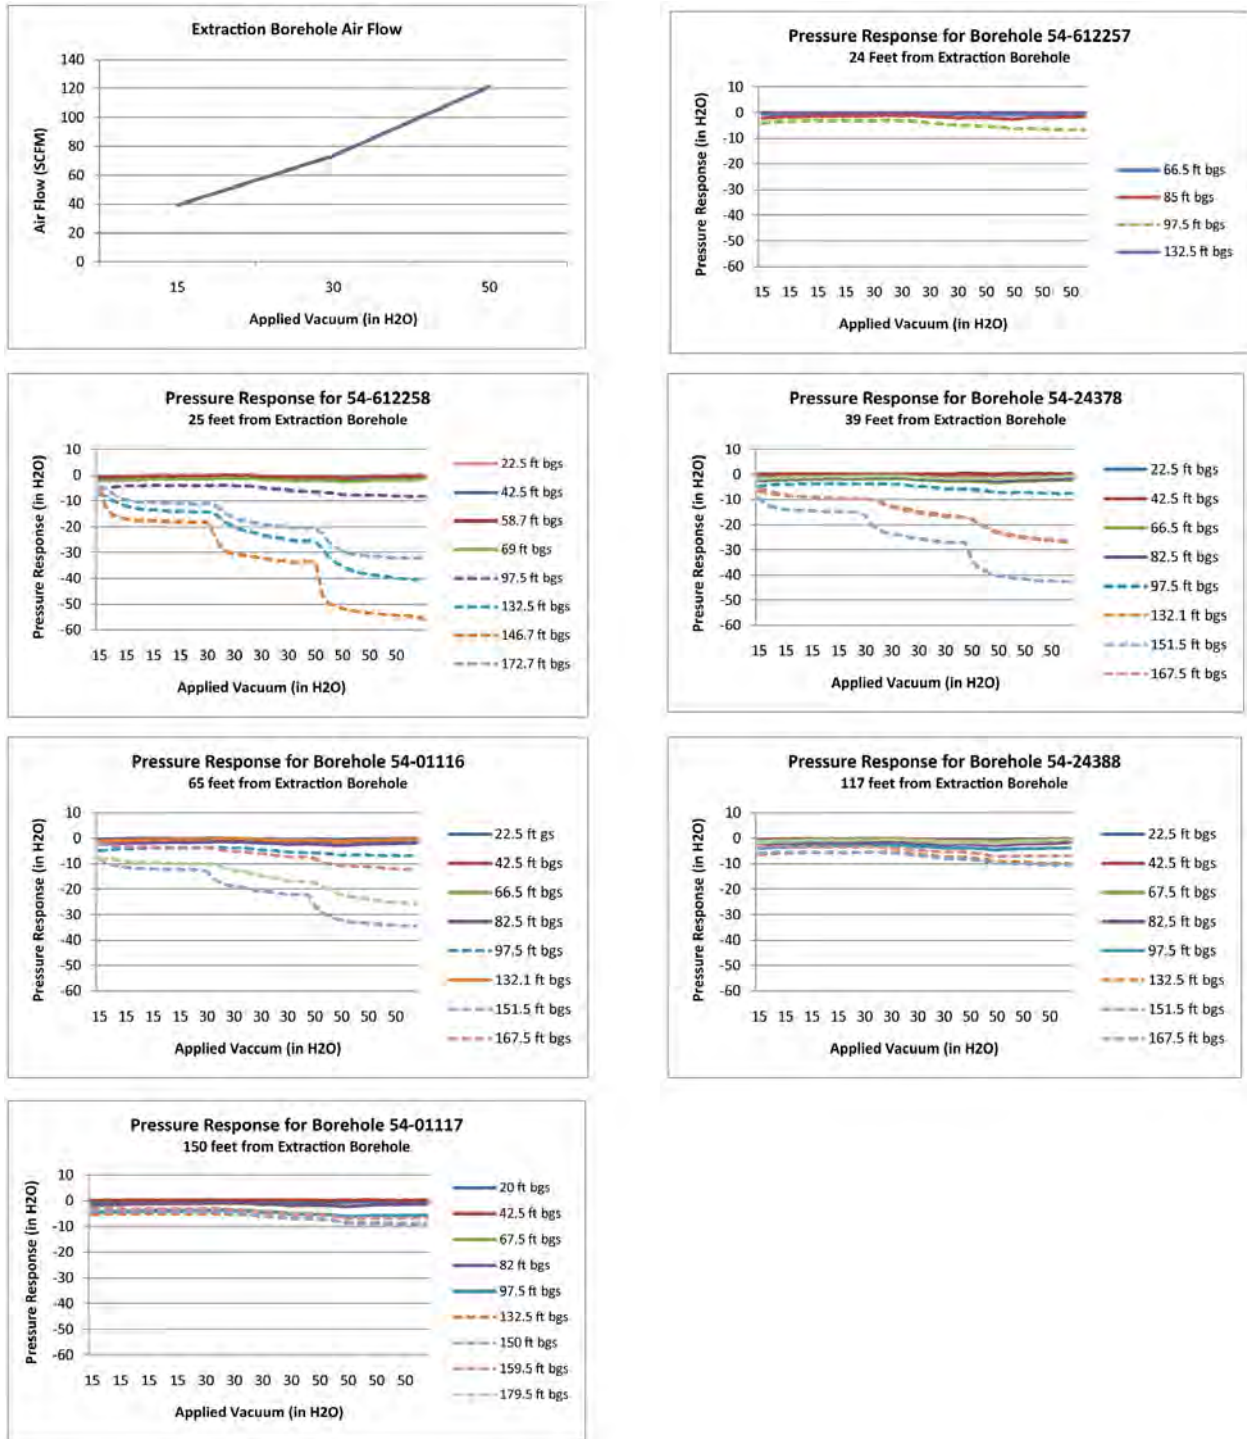 Extraction Borehole Air Flow
140
120
100
80
60
40
20
0
Air Flow (SCFM)
15 30 50
Applied Vacuum (in H2O)
Pressure Response for Borehole 54-612257
24 Feet from Extraction Borehole
10
0
-10
-20
-30
-40
-50
-60
Pressure Response (in H2O)
15 15 15 15 30 30 30 30 50 50 50 50
Applied Vacuum (in H2O)
66.5 ft bgs
85 ft bgs
97.5 ft bgs
132.5 ft bgs
Pressure Response for 54-612258
25 feet from Extraction Borehole
10
0
-10
-20
-30
-40
-50
-60
Pressure Response (in H2O)
15 15 15 15 30 30 30 30 50 50 50 50
Applied Vacuum (in H2O)
22.5 ft bgs
42.5 ft bgs
58.7 ft bgs
69 ft bgs
97.5 ft bgs
132.5 ft bgs
146.7 ft bgs
172.7 ft bgs
Pressure Response for Borehole 54-24378
39 Feet from Extraction Borehole
10
0
-10
-20
-30
-40
-50
-60
Pressure Response (in H2O)
15 15 15 15 30 30 30 30 50 50 50 50
Applied Vacuum (in H2O)
22.5 ft bgs
42.5 ft bgs
66.5 ft bgs
82.5 ft bgs
97.5 ft bgs
132.1 ft bgs
151.5 ft bgs
167.5 ft bgs
Pressure Response for Borehole 54-01116
65 feet from Extraction Borehole
10
0
-10
-20
-30
-40
-50
-60
Pressure Response (in H2O)
15 15 15 15 30 30 30 30 50 50 50 50
Applied Vaccum (in H2O)
22.5 ft gs
42.5 ft bgs
66.5 ft bgs
82.5 ft bgs
97.5 ft bgs
132.1 ft bgs
151.5 ft bgs
167.5 ft bgs
Pressure Response for Borehole 54-24388
117 feet from Extraction Borehole
10
0
-10
-20
-30
-40
-50
-60
Pressure Response (in H2O)
15 15 15 15 30 30 30 30 50 50 50 50
Applied Vacuum (in H2O)
22.5 ft bgs
42.5 ft bgs
67.5 ft bgs
82.5 ft bgs
97.5 ft bgs
132.5 ft bgs
151.5 ft bgs
167.5 ft bgs
Pressure Response for Borehole 54-01117
150 feet from Extraction Borehole
10
0
-10
-20
-30
-40
-50
-60
Pressure Response (in H2O)
15 15 15 15 30 30 30 30 50 50 50 50
Applied Vacuum (in H2O)
20 ft bgs
42.5 ft bgs
67.5 ft bgs
82 ft bgs
97.5 ft bgs
132.5 ft bgs
150 ft bgs
159.5 ft bgs
179.5 ft bgs